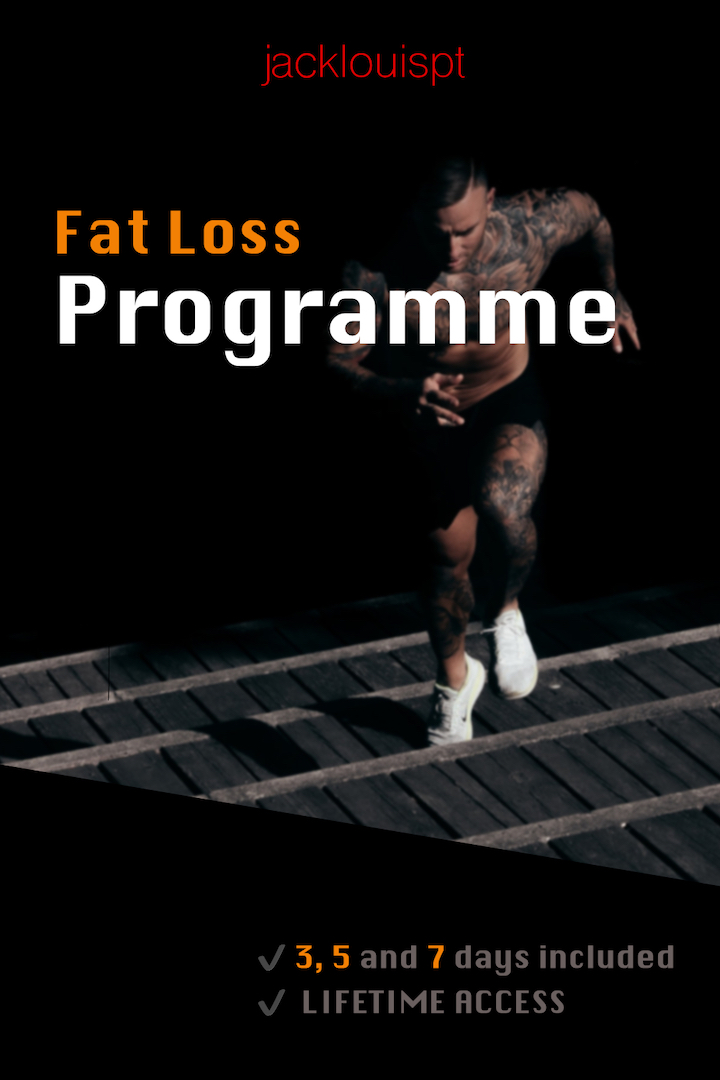 jacklouispt
Fat Loss
Programme
✓ 3, 5 and 7 days included
✓ LIFETIME ACCESS